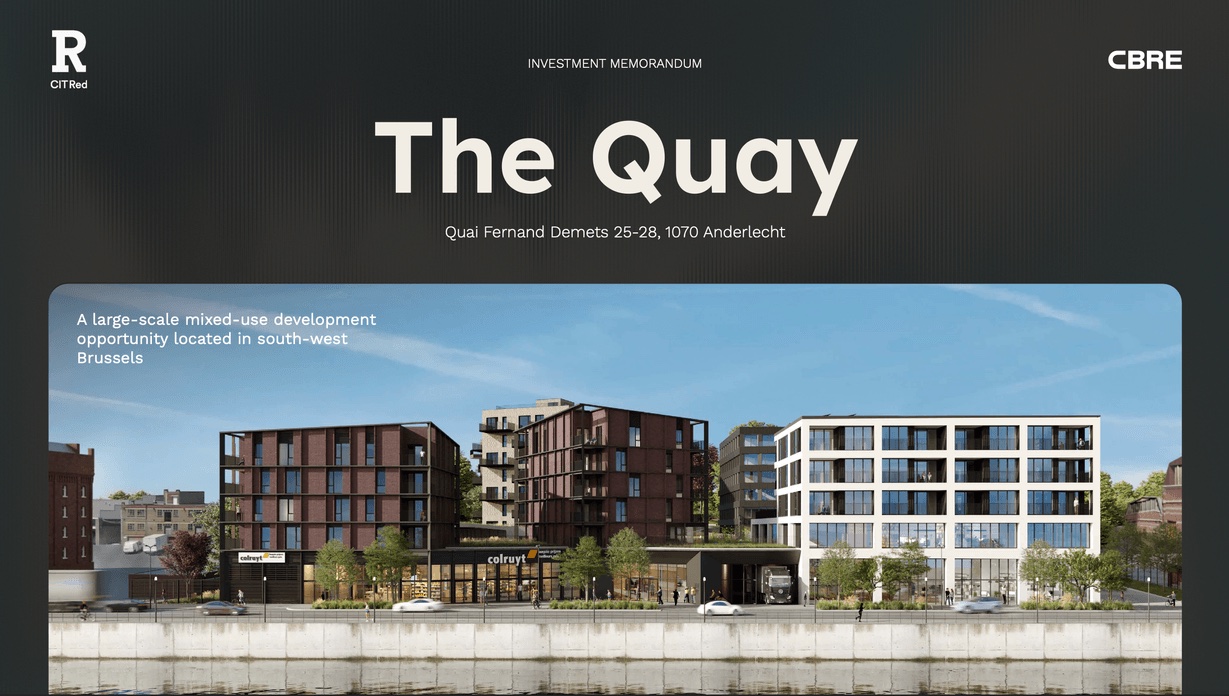 R
CIT Red
INVESTMENT MEMORANDUM
CBRE
The Quay
Quai Fernand Demets 25-28, 1070 Anderlecht
A large-scale mixed-use development
opportunity located in south-west
Brussels
colruyt
colruyt